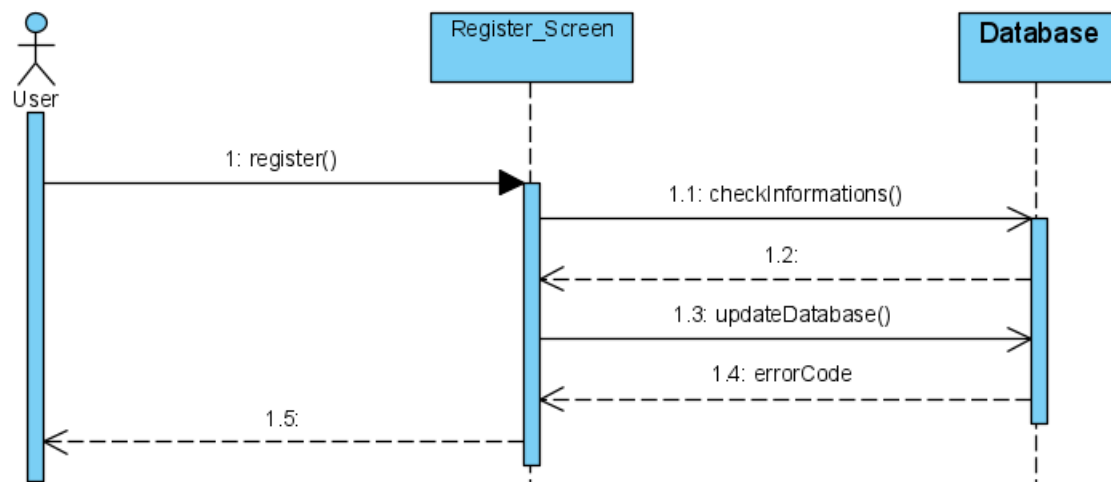 Register_Screen
Database
User
1: register()
1.1: checkInformations()
1.2:
1.3: updateDatabase()
1.4: errorCode
1.5: